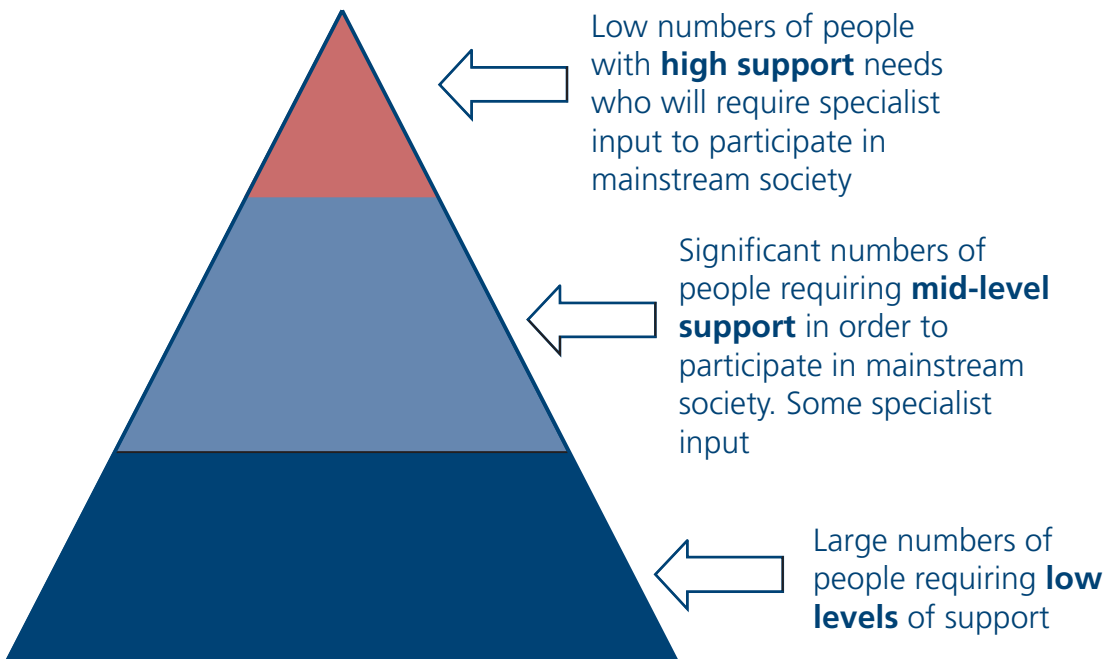 Low numbers of people
with high support needs
who will require specialist
input to participate in
mainstream society
Significant numbers of
people requiring mid-level
support in order to
participate in mainstream
society. Some specialist
input
Large numbers of
people requiring low
levels of support